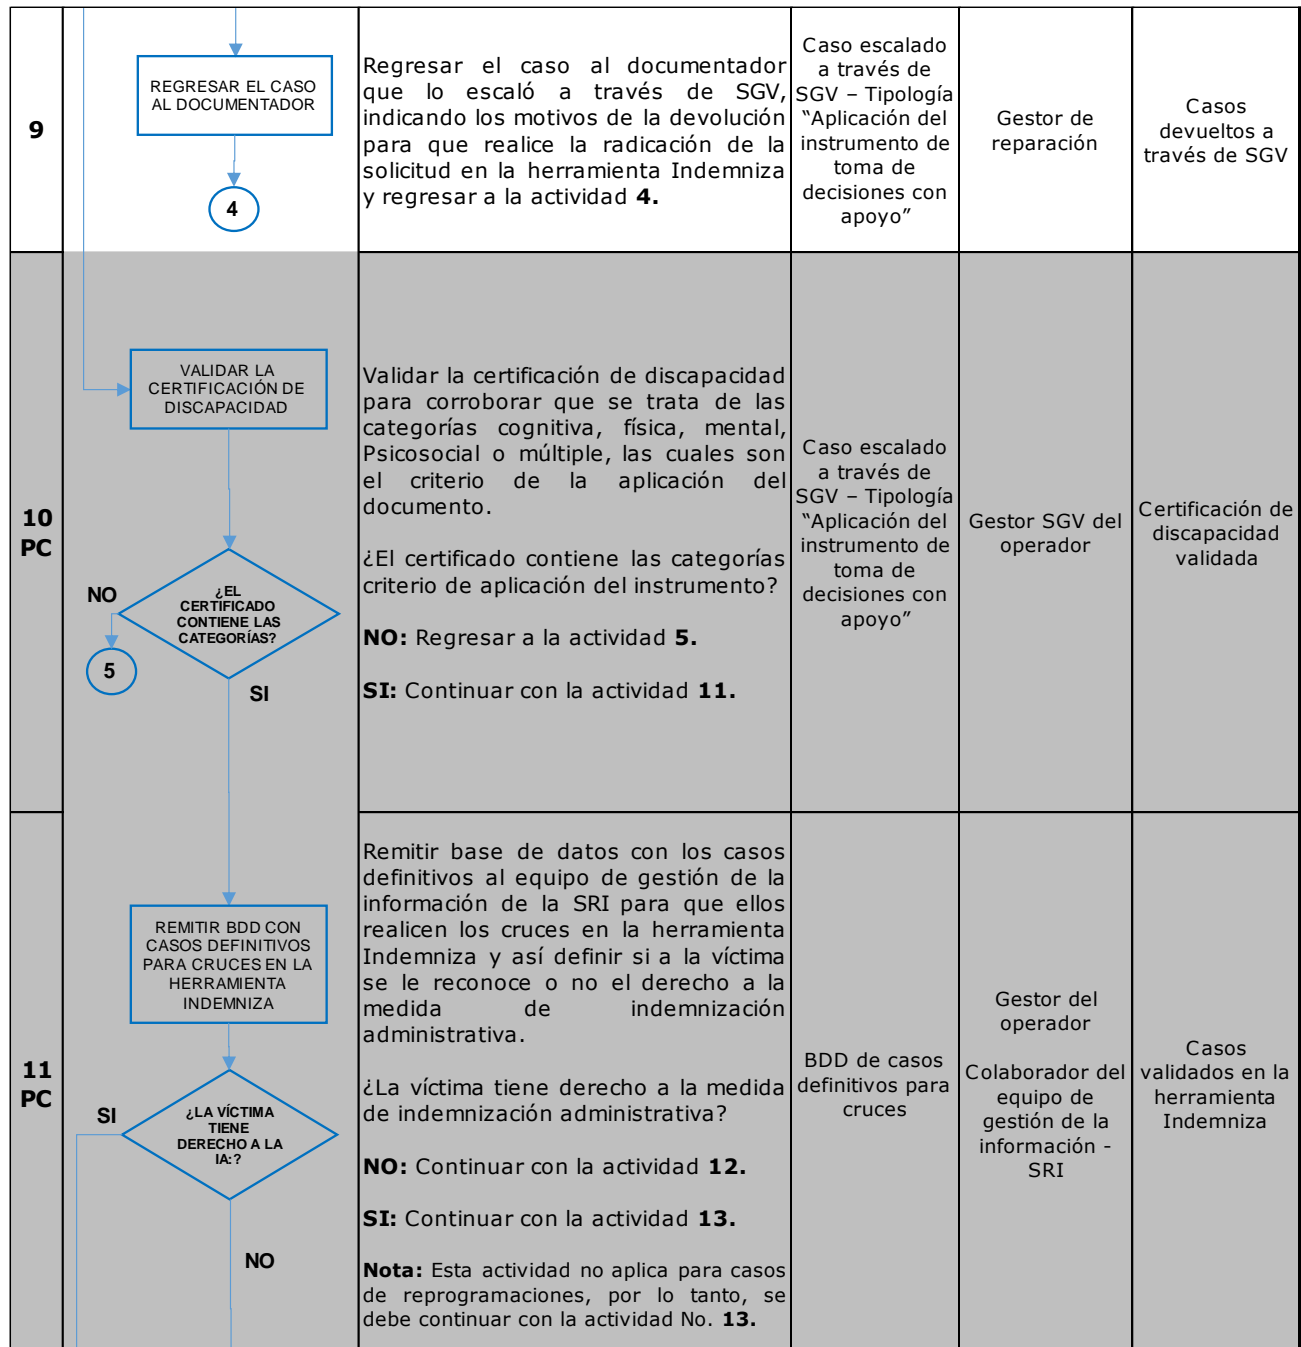 9
REGRESAR EL CASO
AL DOCUMENTADOR
4
Regresar el caso al documentador
que lo escaló a través de SGV,
indicando los motivos de la devolución
para que realice la radicación de la
solicitud en la herramienta Indemniza
y regresar a la actividad 4.
Caso escalado
a través de
SGV – Tipología
“Aplicación del
instrumento de
toma de
decisiones con
apoyo”
Gestor de
reparación
Casos
devueltos a
través de SGV
10
PC
VALIDAR LA
CERTIFICACIÓN DE
DISCAPACIDAD
NO
¿EL
CERTIFICADO
CONTIENE LAS
CATEGORÍAS?
5
SI
Validar la certificación de discapacidad
para corroborar que se trata de las
categorías cognitiva, física, mental,
Psicosocial o múltiple, las cuales son
el criterio de la aplicación del
documento.
¿El certificado contiene las categorías
criterio de aplicación del instrumento?
NO: Regresar a la actividad 5.
SI: Continuar con la actividad 11.
Caso escalado
a través de
SGV – Tipología
“Aplicación del
instrumento de
toma de
decisiones con
apoyo”
Gestor SGV del
operador
Certificación de
discapacidad
validada
11
PC
REMITIR BDD CON
CASOS DEFINITIVOS
PARA CRUCES EN LA
HERRAMIENTA
INDEMNIZA
SI
¿LA VÍCTIMA
TIENE
DERECHO A LA
IA:?
NO
Remitir base de datos con los casos
definitivos al equipo de gestión de la
información de la SRI para que ellos
realicen los cruces en la herramienta
Indemniza y así definir si a la víctima
se le reconoce o no el derecho a la
medida de indemnización
administrativa.
¿La víctima tiene derecho a la medida
de indemnización administrativa?
NO: Continuar con la actividad 12.
SI: Continuar con la actividad 13.
Nota: Esta actividad no aplica para casos
de reprogramaciones, por lo tanto, se
debe continuar con la actividad No. 13.
BDD de casos
definitivos para
cruces
Gestor del
operador
Colaborador del
equipo de
gestión de la
información -
SRI
Casos
validados en la
herramienta
Indemniza